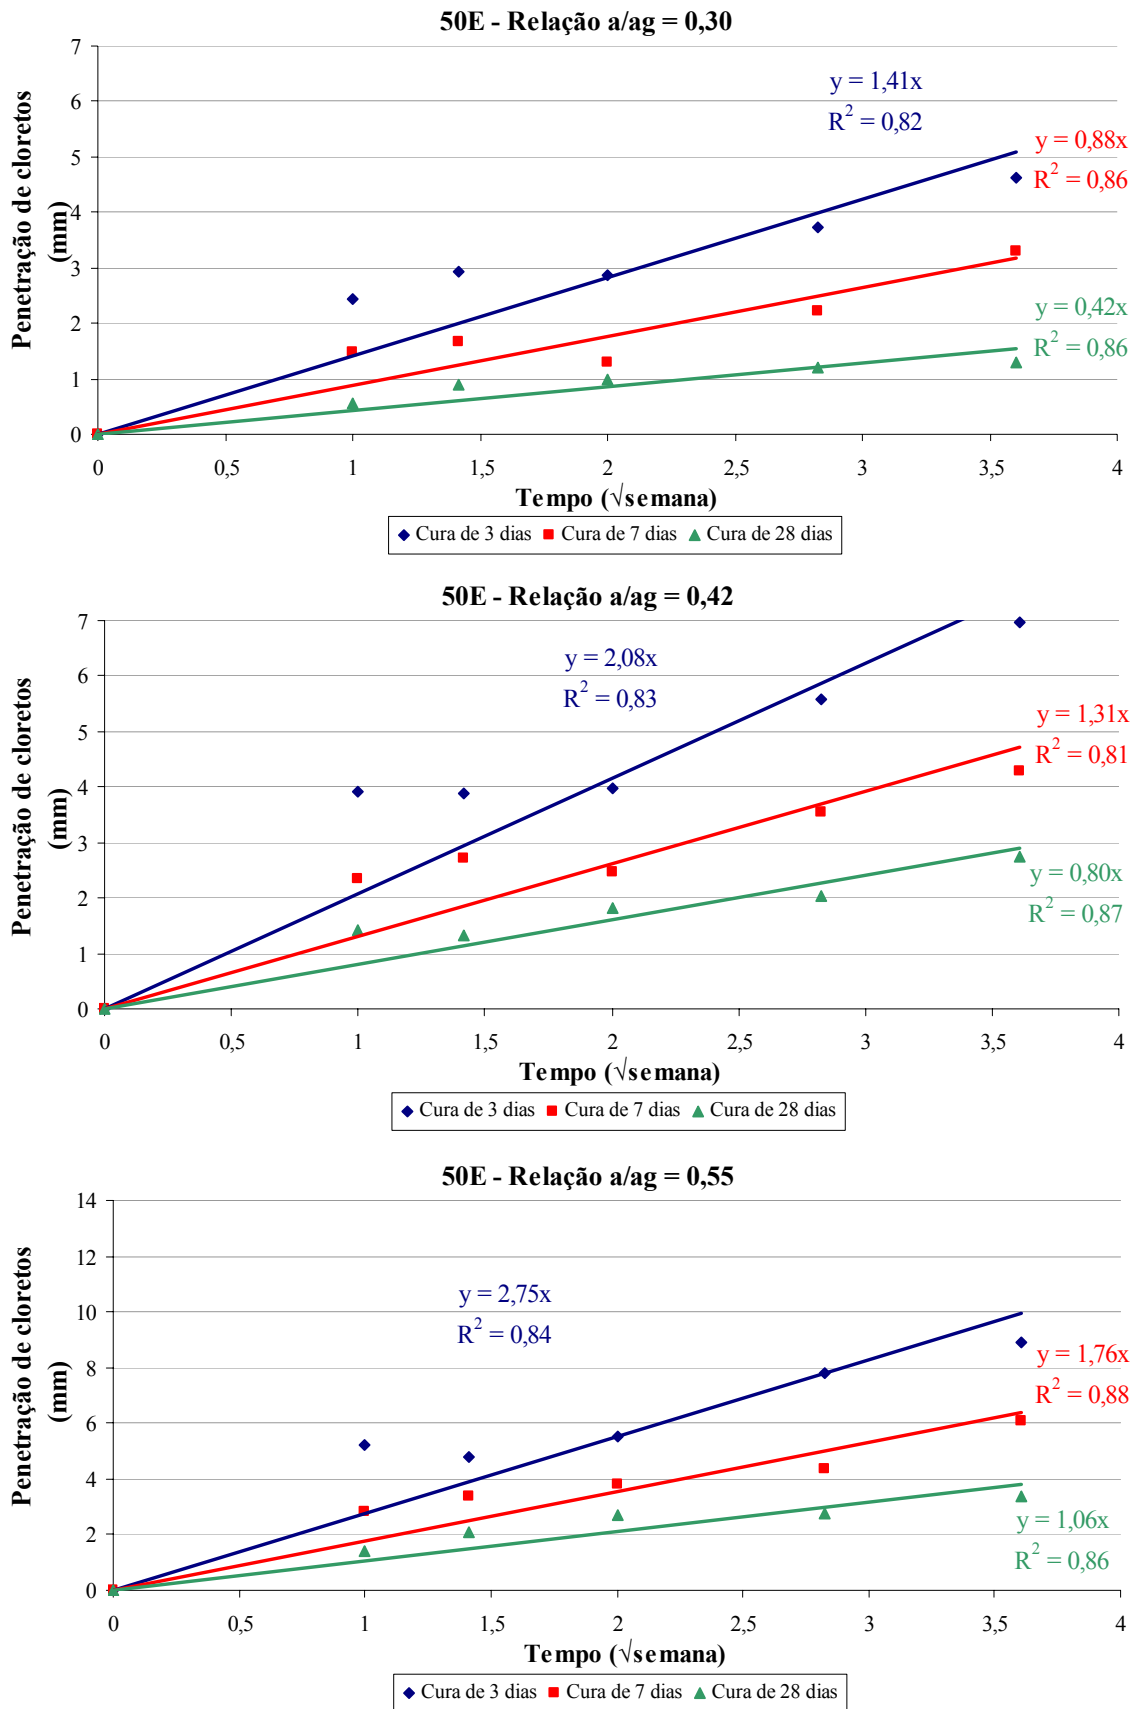 50E - Relação a/ag = 0,30
Penetração de cloretos
(mm)
7
6
5
4
3
2
1
0
y = 1,41x
R² = 0,82
y = 0,88x
R² = 0,86
y = 0,42x
R² = 0,86
0 0,5 1 1,5 2 2,5 3 3,5 4
Tempo (√semana)
Cura de 3 dias Cura de 7 dias Cura de 28 dias
50E - Relação a/ag = 0,42
Penetração de cloretos
(mm)
7
6
5
4
3
2
1
0
y = 2,08x
R² = 0,83
y = 1,31x
R² = 0,81
y = 0,80x
R² = 0,87
0 0,5 1 1,5 2 2,5 3 3,5 4
Tempo (√semana)
Cura de 3 dias Cura de 7 dias Cura de 28 dias
50E - Relação a/ag = 0,55
Penetração de cloretos
(mm)
14
12
10
8
6
4
2
0
y = 2,75x
R² = 0,84
y = 1,76x
R² = 0,88
y = 1,06x
R² = 0,86
0 0,5 1 1,5 2 2,5 3 3,5 4
Tempo (√semana)
Cura de 3 dias Cura de 7 dias Cura de 28 dias